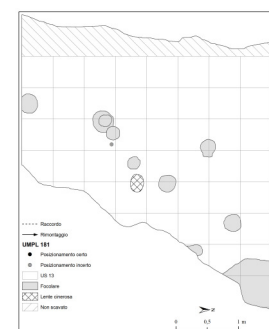 Raccordo
Rimontaggio
UMPL 181
Posizionamento certo
Posizionamento incerto
US 13
Focolare
Lente cinerosa
Non scavato
N
0 0,5 1 m